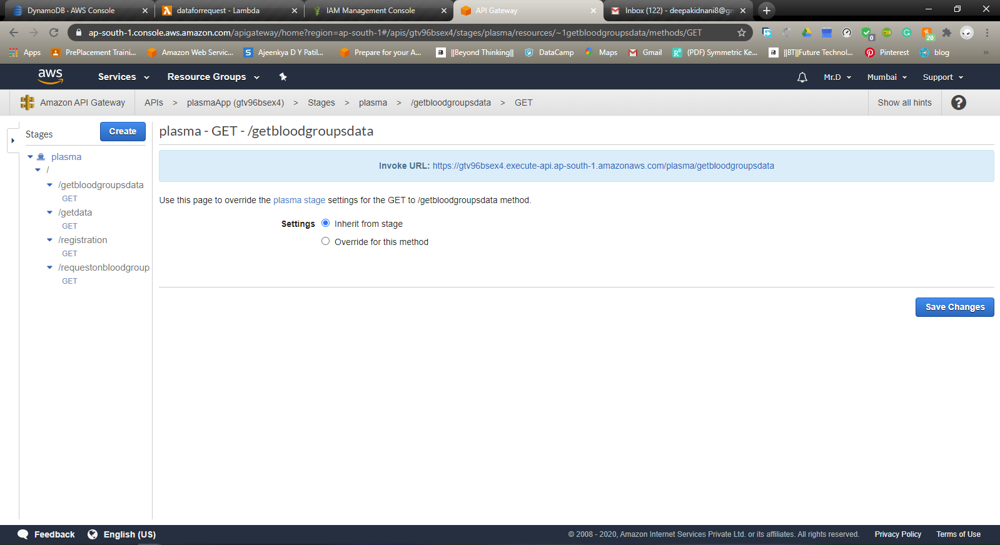 DynamoDB · AWS Console
dataforrequest - Lambda
IAM Management Console
API Gateway
Inbox (122) - deepakidnani8@gm
ap-south-1.console.aws.amazon.com/apigateway/home?region=ap-south-1#/apis/gtv96bsex4/stages/plasma/resources/~1getbloodgroupsdata/methods/GET
0
20
Apps
PrePlacement Traini...
Amazon Web Servic...
S
Ajeenkya D Y Patil...
Prepare for your A...
iB
||Beyond Thinking||
DataCamp
Maps
Gmail
(PDF) Symmetric Ke...
iB
||BT||Future Technol...
Pinterest
blog
»
aws
Services
Resource Groups
Mr.D
Mumbai
Support
Amazon API Gateway
APIs > plasmaApp (gtv96bsex4) > Stages > plasma > /getbloodgroupsdata > GET
Show all hints
?
Stages
Create
plasma
/
/getbloodgroupsdata
GET
/getdata
GET
/registration
GET
/requestonbloodgroup
GET
plasma - GET - /getbloodgroupsdata
Invoke URL: https://gtv96bsex4.execute-api.ap-south-1.amazonaws.com/plasma/getbloodgroupsdata
Use this page to override the plasma stage settings for the GET to /getbloodgroupsdata method.
Settings
Inherit from stage
Override for this method
Save Changes
Feedback
English (US)
© 2008 - 2020, Amazon Internet Services Private Ltd. or its affiliates. All rights reserved.
Privacy Policy
Terms of Use